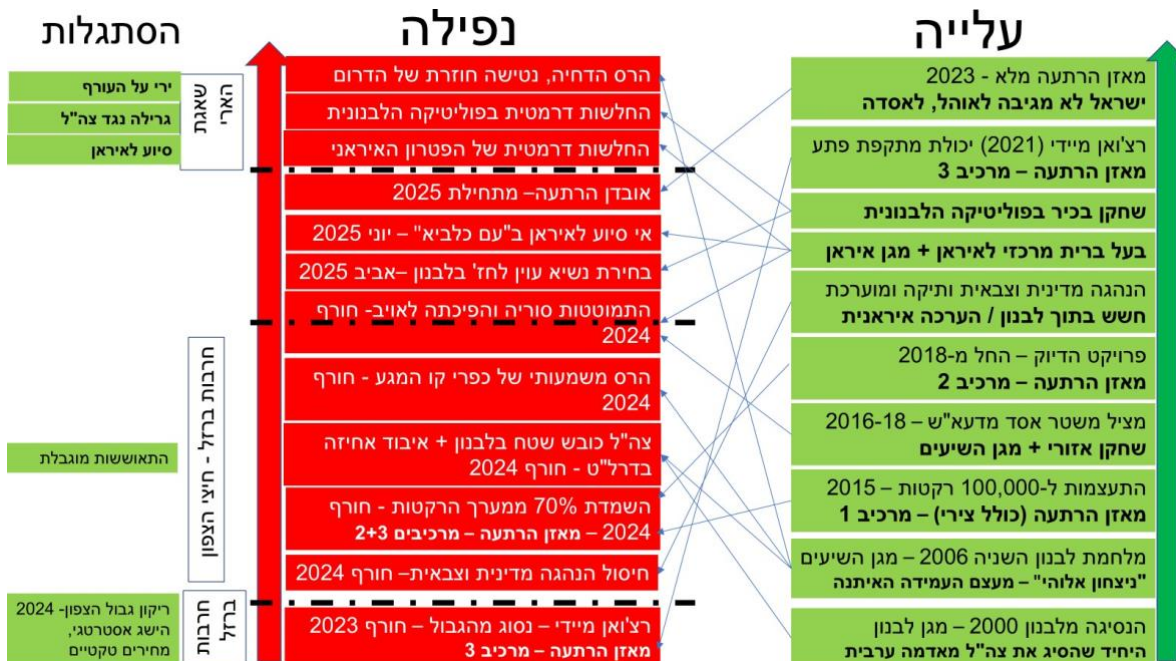 עלייה
מאזן הרתעה מלא - 2023
ישראל לא מגיבה לאוהל, לאסדה
רצ'ואן מיידי (2021) יכולת מתקפת פתע
מאזן הרתעה – מרכיב 3
שחקן בכיר בפוליטיקה הלבנונית
בעל ברית מרכזי לאיראן + מגן איראן
הנהגה מדינית וצבאית ותיקה ומוערכת
חשש בתוך לבנון / הערכה איראנית
פרויקט הדיוק – החל מ-2018
מאזן הרתעה – מרכיב 2
מציל משטר אסד מדעא"ש – 2016-18
שחקן אזורי + מגן השיעים
התעצמות ל-100,000 רקטות – 2015
מאזן הרתעה (כולל צירי) – מרכיב 1
מלחמת לבנון השניה 2006 – מגן השיעים
"ניצחון אלוהי" – מעצם העמידה האיתנה
הנסיגה מלבנון 2000 – מגן לבנון
היחיד שהסיג את צה"ל מאדמה ערבית
נפילה
הרס הדחיה, נטישה חוזרת של הדרום
החלשות דרמטית בפוליטיקה הלבנונית
החלשות דרמטית של הפטרון האיראני
אובדן הרתעה– מתחילת 2025
אי סיוע לאיראן ב"עם כלביא" – יוני 2025
בחירת נשיא עוין לחז' בלבנון –אביב 2025
התמוטטות סוריה והפיכתה לאויב- חורף
2024
הרס משמעותי של כפרי קו המגע - חורף
2024
צה"ל כובש שטח בלבנון + איבוד אחיזה
בדרל"ט - חורף 2024
השמדת 70% ממערך הרקטות - חורף
2024 – מאזן הרתעה – מרכיבים 2+3
חיסול הנהגה מדינית וצבאית– חורף 2024
רצ'ואן מיידי – נסוג מהגבול – חורף 2023
מאזן הרתעה – מרכיב 3
הסתגלות
שאגת
הארי
ירי על העורף
גרילה נגד צה"ל
סיוע לאיראן
חרבות ברזל - חיצי הצפון
התאוששות מוגבלת
חרבות
ברזל
ריקון גבול הצפון- 2024
הישג אסטרטגי,
מחירים טקטיים